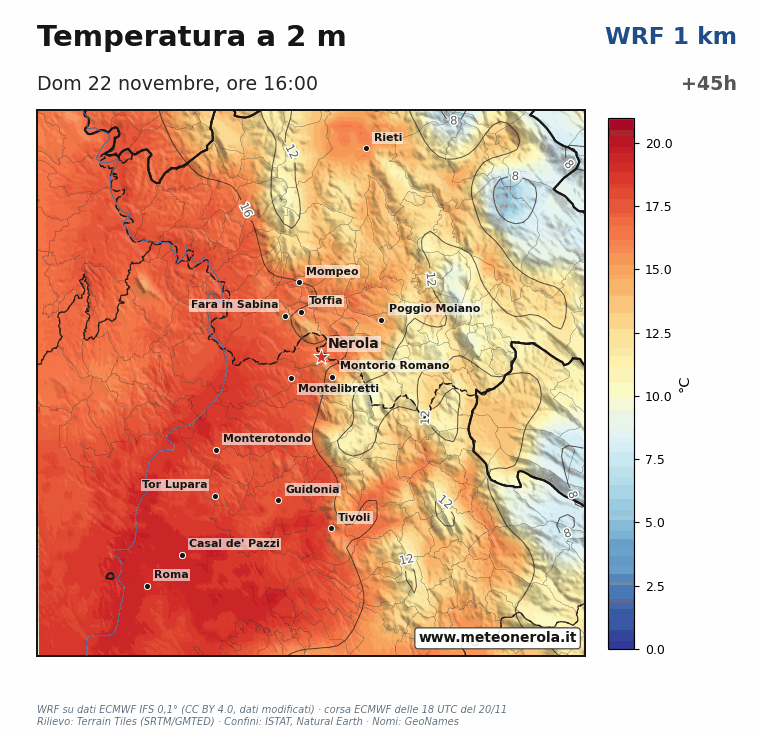 Temperatura a 2 m
WRF 1 km
Dom 22 novembre, ore 16:00
+45h
8
Rieti
12
8
8
16
Mompeo
12
Toffia
Fara in Sabina
Poggio Moiano
Nerola
Montorio Romano
Montelibretti
12
Monterotondo
Tor Lupara
Guidonia
8
12
Tivoli
8
Casal de' Pazzi
12
Roma
www.meteonerola.it
20.0
17.5
15.0
12.5
10.0
7.5
5.0
2.5
0.0
°C
WRF su dati ECMWF IFS 0,1° (CC BY 4.0, dati modificati) · corsa ECMWF delle 18 UTC del 20/11
Rilievo: Terrain Tiles (SRTM/GMTED) · Confini: ISTAT, Natural Earth · Nomi: GeoNames